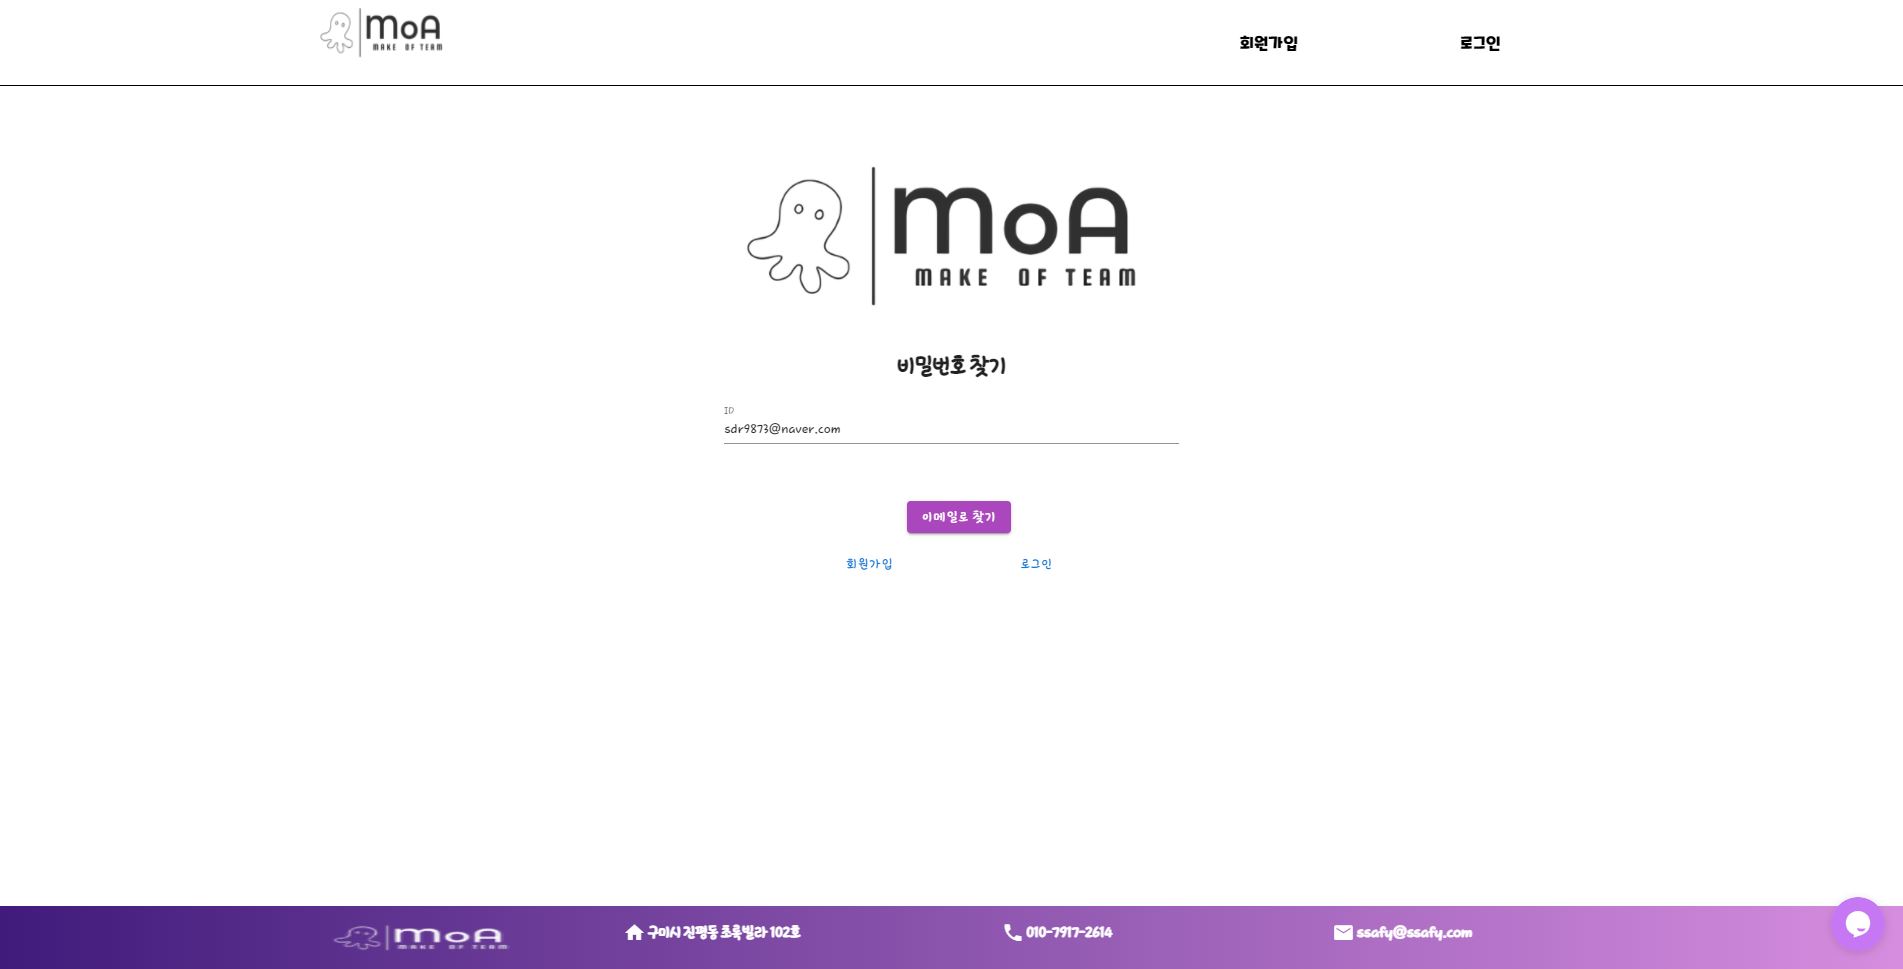 MoA
MAKE OF TEAM
회원가입
로그인
MoA
MAKE OF TEAM
비밀번호 찾기
ID
sdr9873@naver.com
이메일로 찾기
회원가입
로그인
MoA
MAKE OF TEAM
구미시 진평동 초록빌라 102호
010-7917-2614
ssafy@ssafy.com